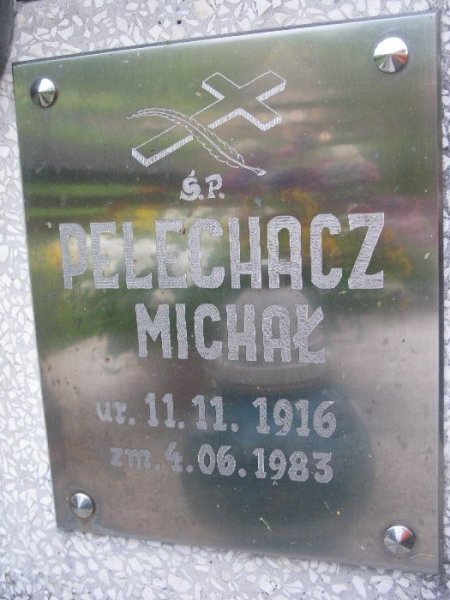 Ś.P.
PELECHACZ
MICHAŁ
ur. 11.11. 1916
zm. 4.06.1983